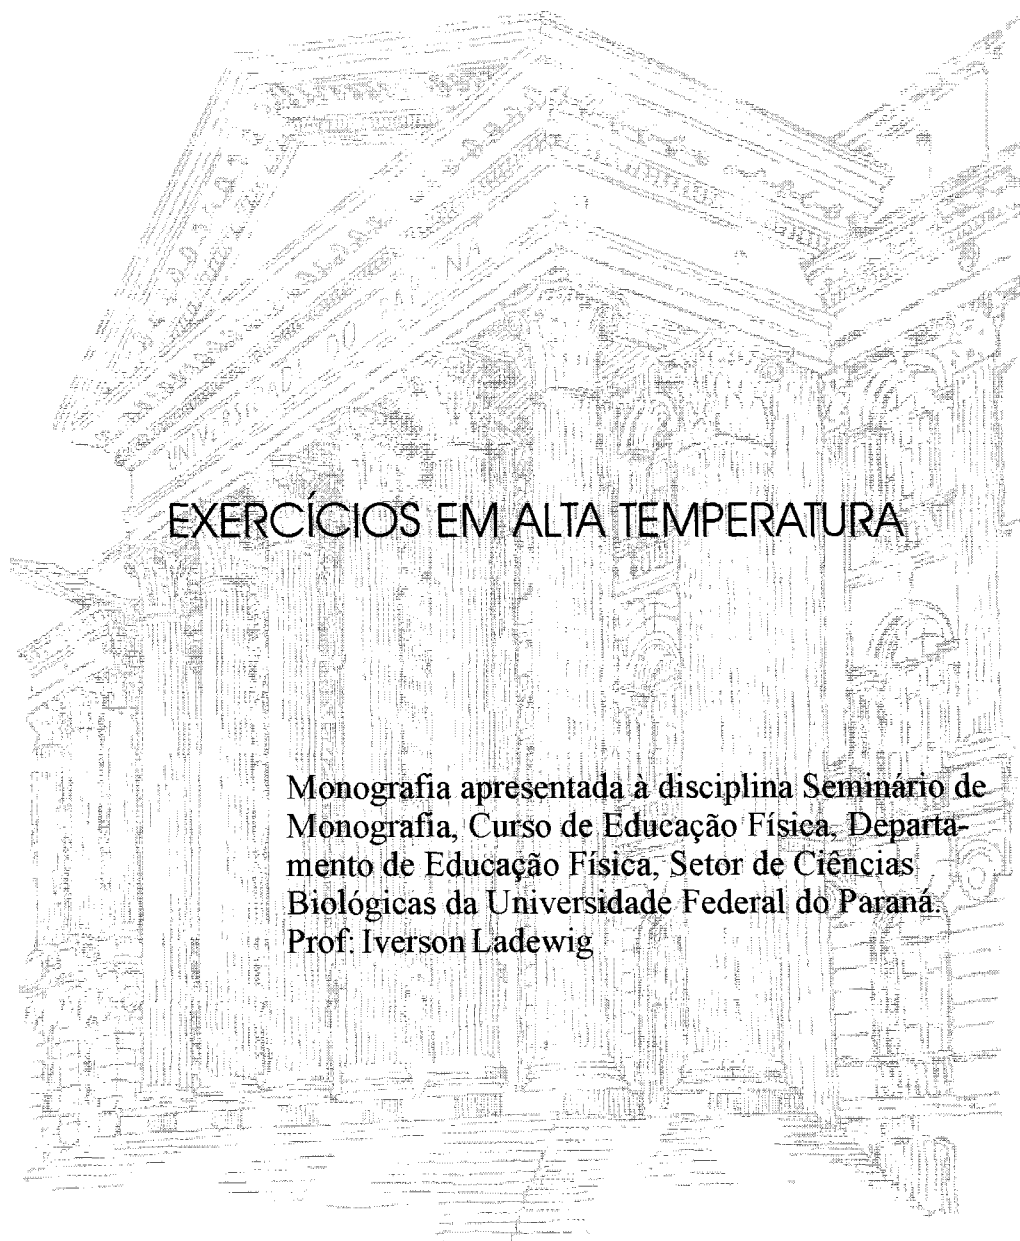 EXERCÍCIOS EM ALTA TEMPERATURA
Monografia apresentada à disciplina Seminário de
Monografia, Curso de Educação Física, Departa-
mento de Educação Física, Setor de Ciências
Biológicas da Universidade Federal do Paraná.
Prof: Iverson Ladewig